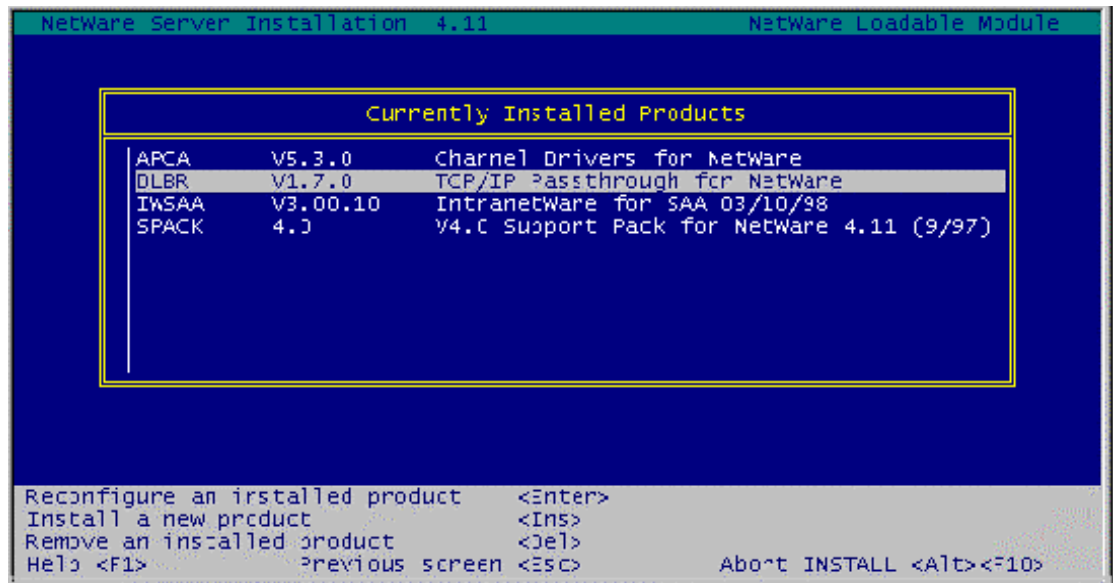 NetWare Server Installation 4.11 NetWare Loadable Module
Currently Installed Products
APCA V5.3.0 Channel Drivers for NetWare
DLBR V1.7.0 TCP/IP Passthrough for NetWare
IWSAA V3.00.10 IntranetWare for SAA 03/10/98
SPACK 4.0 V4.0 Support Pack for NetWare 4.11 (9/97)
Reconfigure an installed product <Enter>
Install a new product <Ins>
Remove an installed product <Del>
Help <F1> Previous screen <Esc> Abort INSTALL <Alt><F10>